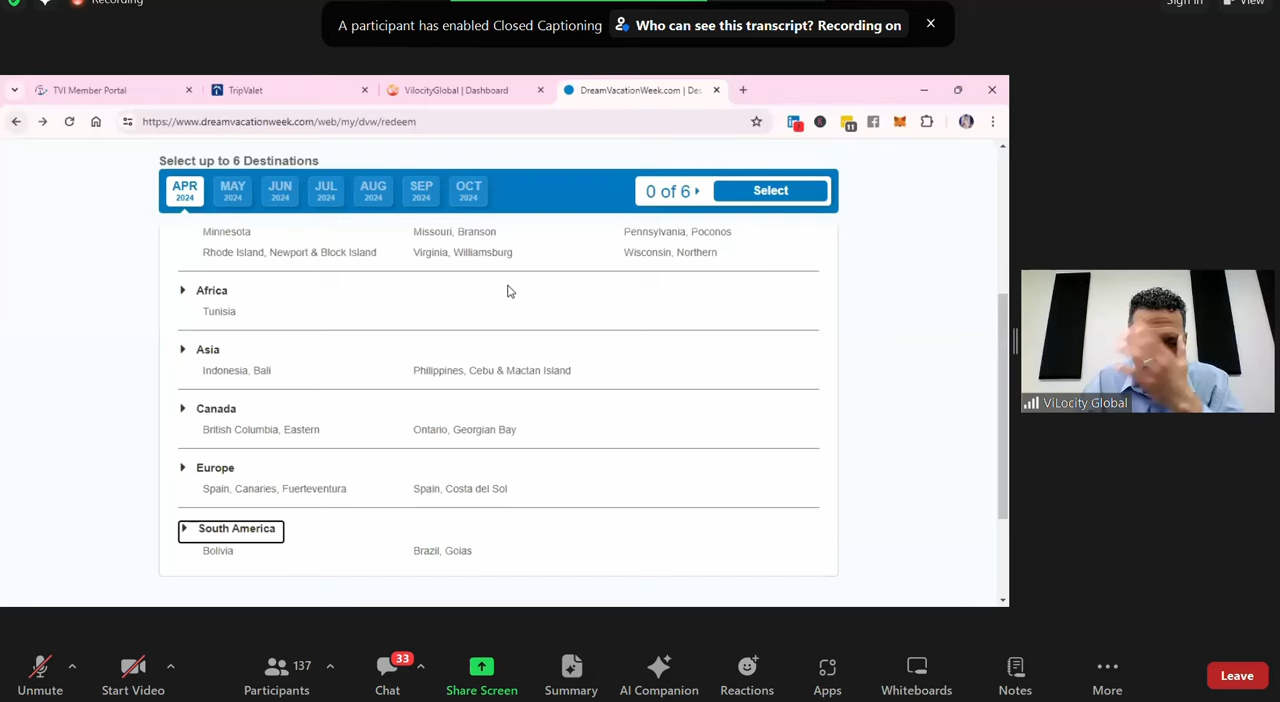 Recording
Sign in
View
A participant has enabled Closed Captioning
Who can see this transcript? Recording on
TVI Member Portal
TripValet
VilocityGlobal | Dashboard
DreamVacationWeek.com | Des
https://www.dreamvacationweek.com/web/my/dvw/redeem
11
Select up to 6 Destinations
APR 2024
MAY 2024
JUN 2024
JUL 2024
AUG 2024
SEP 2024
OCT 2024
0 of 6
Select
Minnesota
Missouri, Branson
Pennsylvania, Poconos
Rhode Island, Newport & Block Island
Virginia, Williamsburg
Wisconsin, Northern
Africa
Tunisia
Asia
Indonesia, Bali
Philippines, Cebu & Mactan Island
Canada
British Columbia, Eastern
Ontario, Georgian Bay
Europe
Spain, Canaries, Fuerteventura
Spain, Costa del Sol
South America
Bolivia
Brazil, Goias
ViLocity Global
Unmute
Start Video
137
Participants
33
Chat
Share Screen
Summary
AI Companion
Reactions
Apps
Whiteboards
Notes
More
Leave